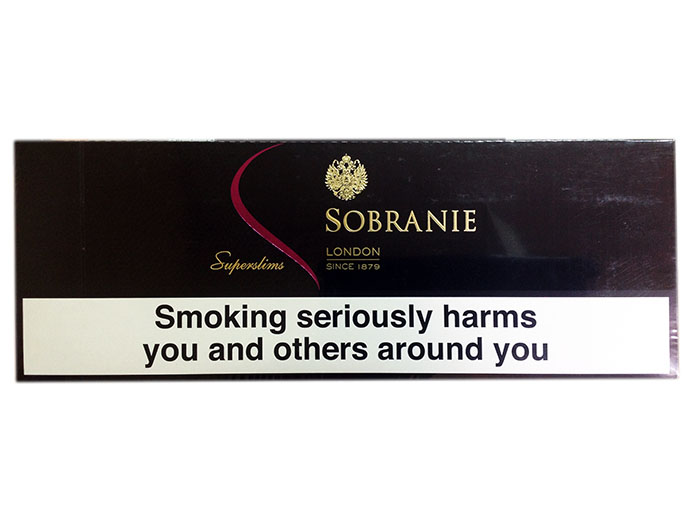 SOBRANIE
LONDON
SINCE 1879
Superslims
Smoking seriously harms
you and others around you